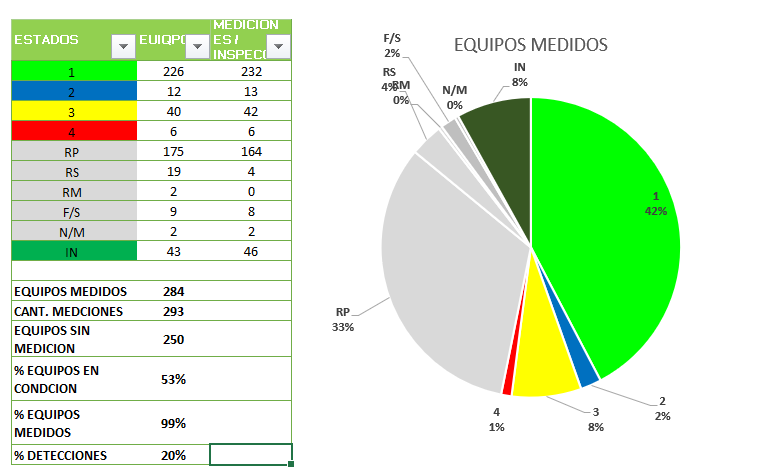 ESTADOS EUIQPO MEDICION
ES /
INSPECC
1 226 232
2 12 13
3 40 42
4 6 6
RP 175 164
RS 19 4
RM 2 0
F/S 9 8
N/M 2 2
IN 43 46
EQUIPOS MEDIDOS 284
CANT. MEDCIONES 293
EQUIPOS SIN
MEDICION 250
% EQUIPOS EN
CONDCION 53%
% EQUIPOS
MEDIDOS 99%
% DETECCIONES 20%
EQUIPOS MEDIDOS
F/S
2%
RS
4%
RM
0%
N/M
0%
IN
8%
1
42%
RP
33%
4
1%
3
8%
2
2%